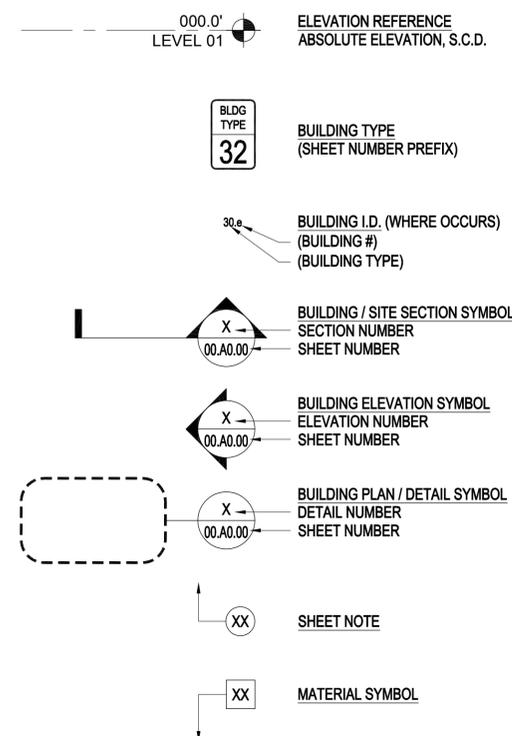 000.0'
LEVEL 01
ELEVATION REFERENCE
ABSOLUTE ELEVATION, S.C.D.
BLDG
TYPE
32
BUILDING TYPE
(SHEET NUMBER PREFIX)
30.e
BUILDING I.D. (WHERE OCCURS)
(BUILDING #)
(BUILDING TYPE)
X
00.A0.00
BUILDING / SITE SECTION SYMBOL
SECTION NUMBER
SHEET NUMBER
X
00.A0.00
BUILDING ELEVATION SYMBOL
ELEVATION NUMBER
SHEET NUMBER
X
00.A0.00
BUILDING PLAN / DETAIL SYMBOL
DETAIL NUMBER
SHEET NUMBER
XX
SHEET NOTE
XX
MATERIAL SYMBOL